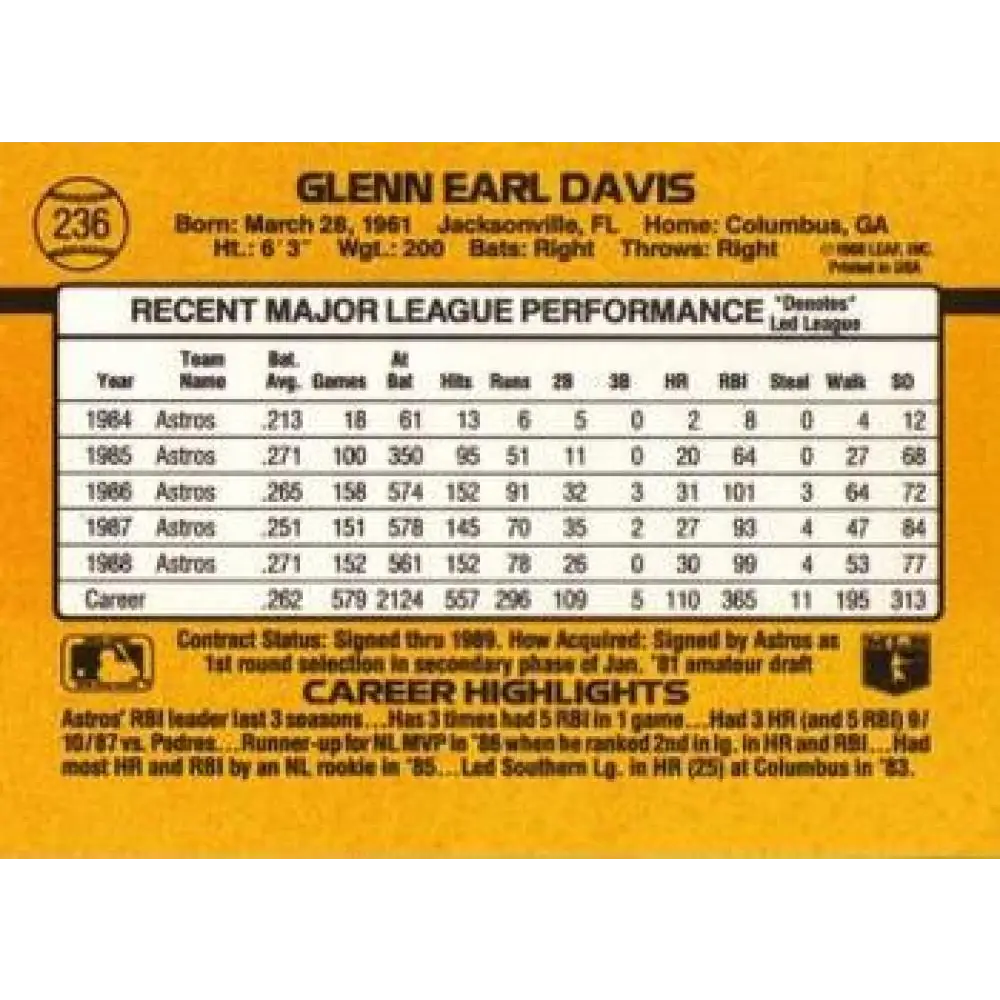 236
GLENN EARL DAVIS
Born: March 28, 1961 Jacksonville, FL Home: Columbus, GA
Ht.: 6' 3" Wgt.: 200 Bats: Right Throws: Right
©1988 LEAF, INC.
Printed in USA
RECENT MAJOR LEAGUE PERFORMANCE "Denotes"
Led League
Year Team Name Bat. Avg. Games At Bat Hits Runs 2B 3B HR RBI Steal Walk SO
1984 Astros .213 18 61 13 6 5 0 2 8 0 4 12
1985 Astros .271 100 350 95 51 11 0 20 64 0 27 68
1986 Astros .265 158 574 152 91 32 3 31 101 3 64 72
1987 Astros .251 151 578 145 70 35 2 27 93 4 47 84
1988 Astros .271 152 561 152 78 26 0 30 99 4 53 77
Career .262 579 2124 557 296 109 5 110 365 11 195 313
Contract Status: Signed thru 1989. How Acquired: Signed by Astros as
1st round selection in secondary phase of Jan. '81 amateur draft
CAREER HIGHLIGHTS
Astros' RBI leader last 3 seasons...Has 3 times had 5 RBI in 1 game...Had 3 HR (and 5 RBI) 9/
10/87 vs. Padres...Runner-up for NL MVP in '86 when he ranked 2nd in lg. in HR and RBI...Had
most HR and RBI by an NL rookie in '85...Led Southern Lg. in HR (25) at Columbus in '83.